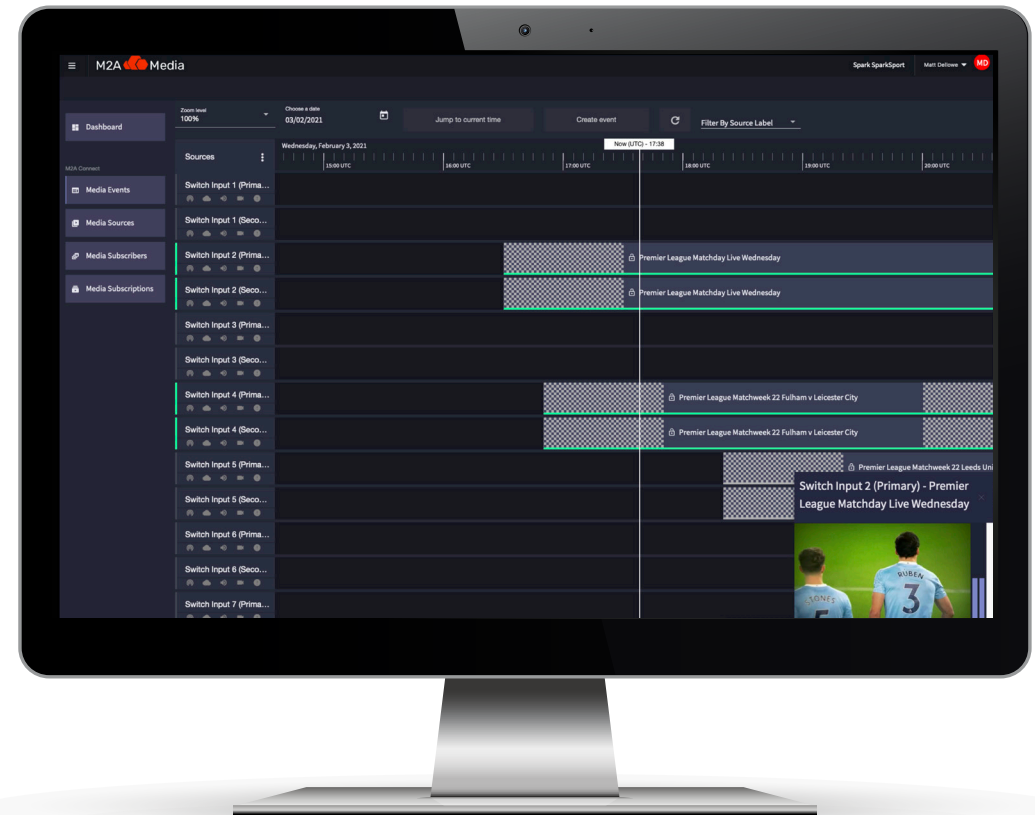 M2A Media
Spark SparkSport
Matt Dellowe
MD
Zoom level
100%
Choose a date
03/02/2021
Jump to current time
Create event
Filter By Source Label
Dashboard
M2A Connect
Media Events
Media Sources
Media Subscribers
Media Subscriptions
Sources
Wednesday, February 3, 2021
Now (UTC) - 17:38
15:00 UTC
16:00 UTC
17:00 UTC
18:00 UTC
19:00 UTC
20:00 UTC
Switch Input 1 (Prima...
Switch Input 1 (Seco...
Switch Input 2 (Prima...
Premier League Matchday Live Wednesday
Switch Input 2 (Seco...
Premier League Matchday Live Wednesday
Switch Input 3 (Prima...
Switch Input 3 (Seco...
Switch Input 4 (Prima...
Premier League Matchweek 22 Fulham v Leicester City
Switch Input 4 (Seco...
Premier League Matchweek 22 Fulham v Leicester City
Switch Input 5 (Prima...
Premier League Matchweek 22 Leeds Uni
Switch Input 5 (Seco...
Switch Input 6 (Prima...
Switch Input 6 (Seco...
Switch Input 7 (Prima...
Switch Input 2 (Primary) - Premier
League Matchday Live Wednesday
STONES
5
RUBEN
3